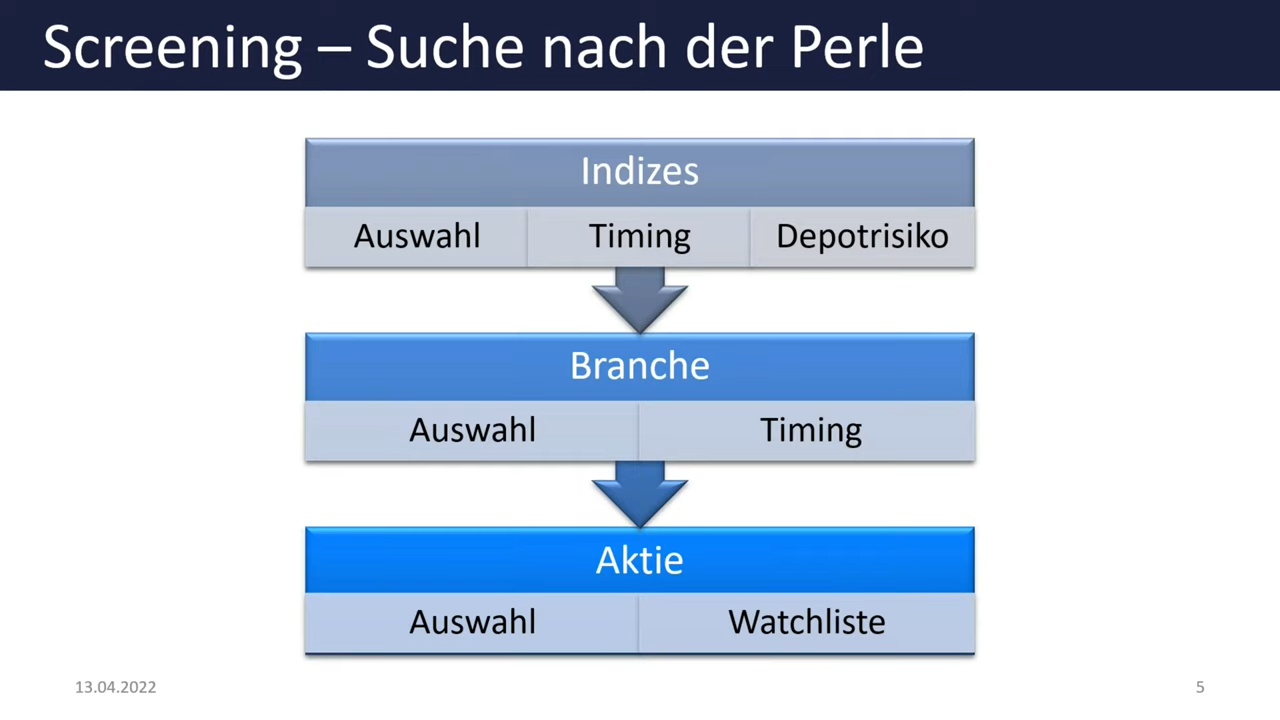 Screening – Suche nach der Perle
Indizes
Auswahl Timing Depotrisiko
Branche
Auswahl Timing
Aktie
Auswahl Watchliste
13.04.2022 5